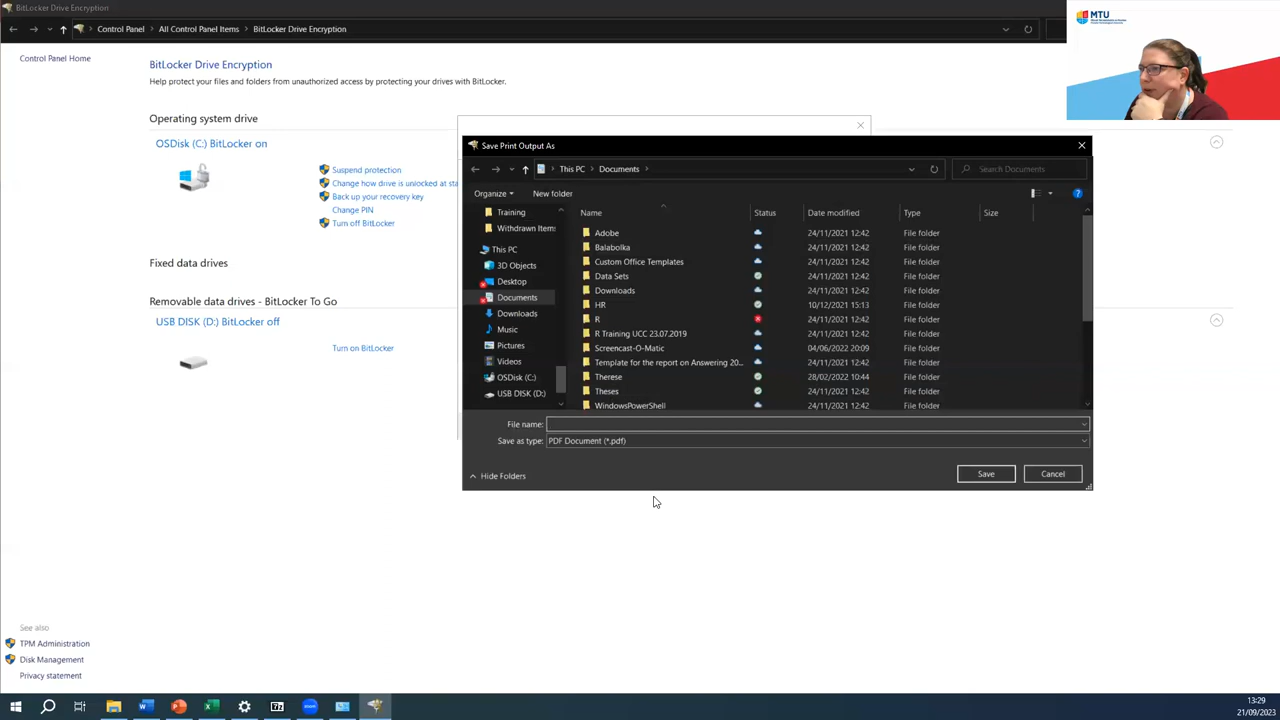 BitLocker Drive Encryption
Control Panel
All Control Panel Items
BitLocker Drive Encryption
MTU
Control Panel Home
BitLocker Drive Encryption
Help protect your files and folders from unauthorized access by protecting your drives with BitLocker.
Operating system drive
OSDisk (C:) BitLocker on
Suspend protection
Change how drive is unlocked at sta
Back up your recovery key
Change PIN
Turn off BitLocker
Fixed data drives
Removable data drives - BitLocker To Go
USB DISK (D:) BitLocker off
Turn on BitLocker
Save Print Output As
This PC
Documents
Search Documents
Organize
New folder
Training
Withdrawn Items
This PC
3D Objects
Desktop
Documents
Downloads
Music
Pictures
Videos
OSDisk (C:)
USB DISK (D:)
Name Status Date modified Type Size
Adobe 24/11/2021 12:42 File folder
Balabolka 24/11/2021 12:42 File folder
Custom Office Templates 24/11/2021 12:42 File folder
Data Sets 24/11/2021 12:42 File folder
Downloads 24/11/2021 12:42 File folder
HR 10/12/2021 15:13 File folder
R 24/11/2021 12:42 File folder
R Training UCC 23.07.2019 24/11/2021 12:42 File folder
Screencast-O-Matic 04/06/2022 20:09 File folder
Template for the report on Answering 20... 24/11/2021 12:42 File folder
Therese 28/02/2022 10:44 File folder
Theses 24/11/2021 12:42 File folder
WindowsPowerShell 24/11/2021 12:42 File folder
File name:
Save as type: PDF Document (*.pdf)
Hide Folders
Save
Cancel
See also
TPM Administration
Disk Management
Privacy statement
13:29
21/09/2023